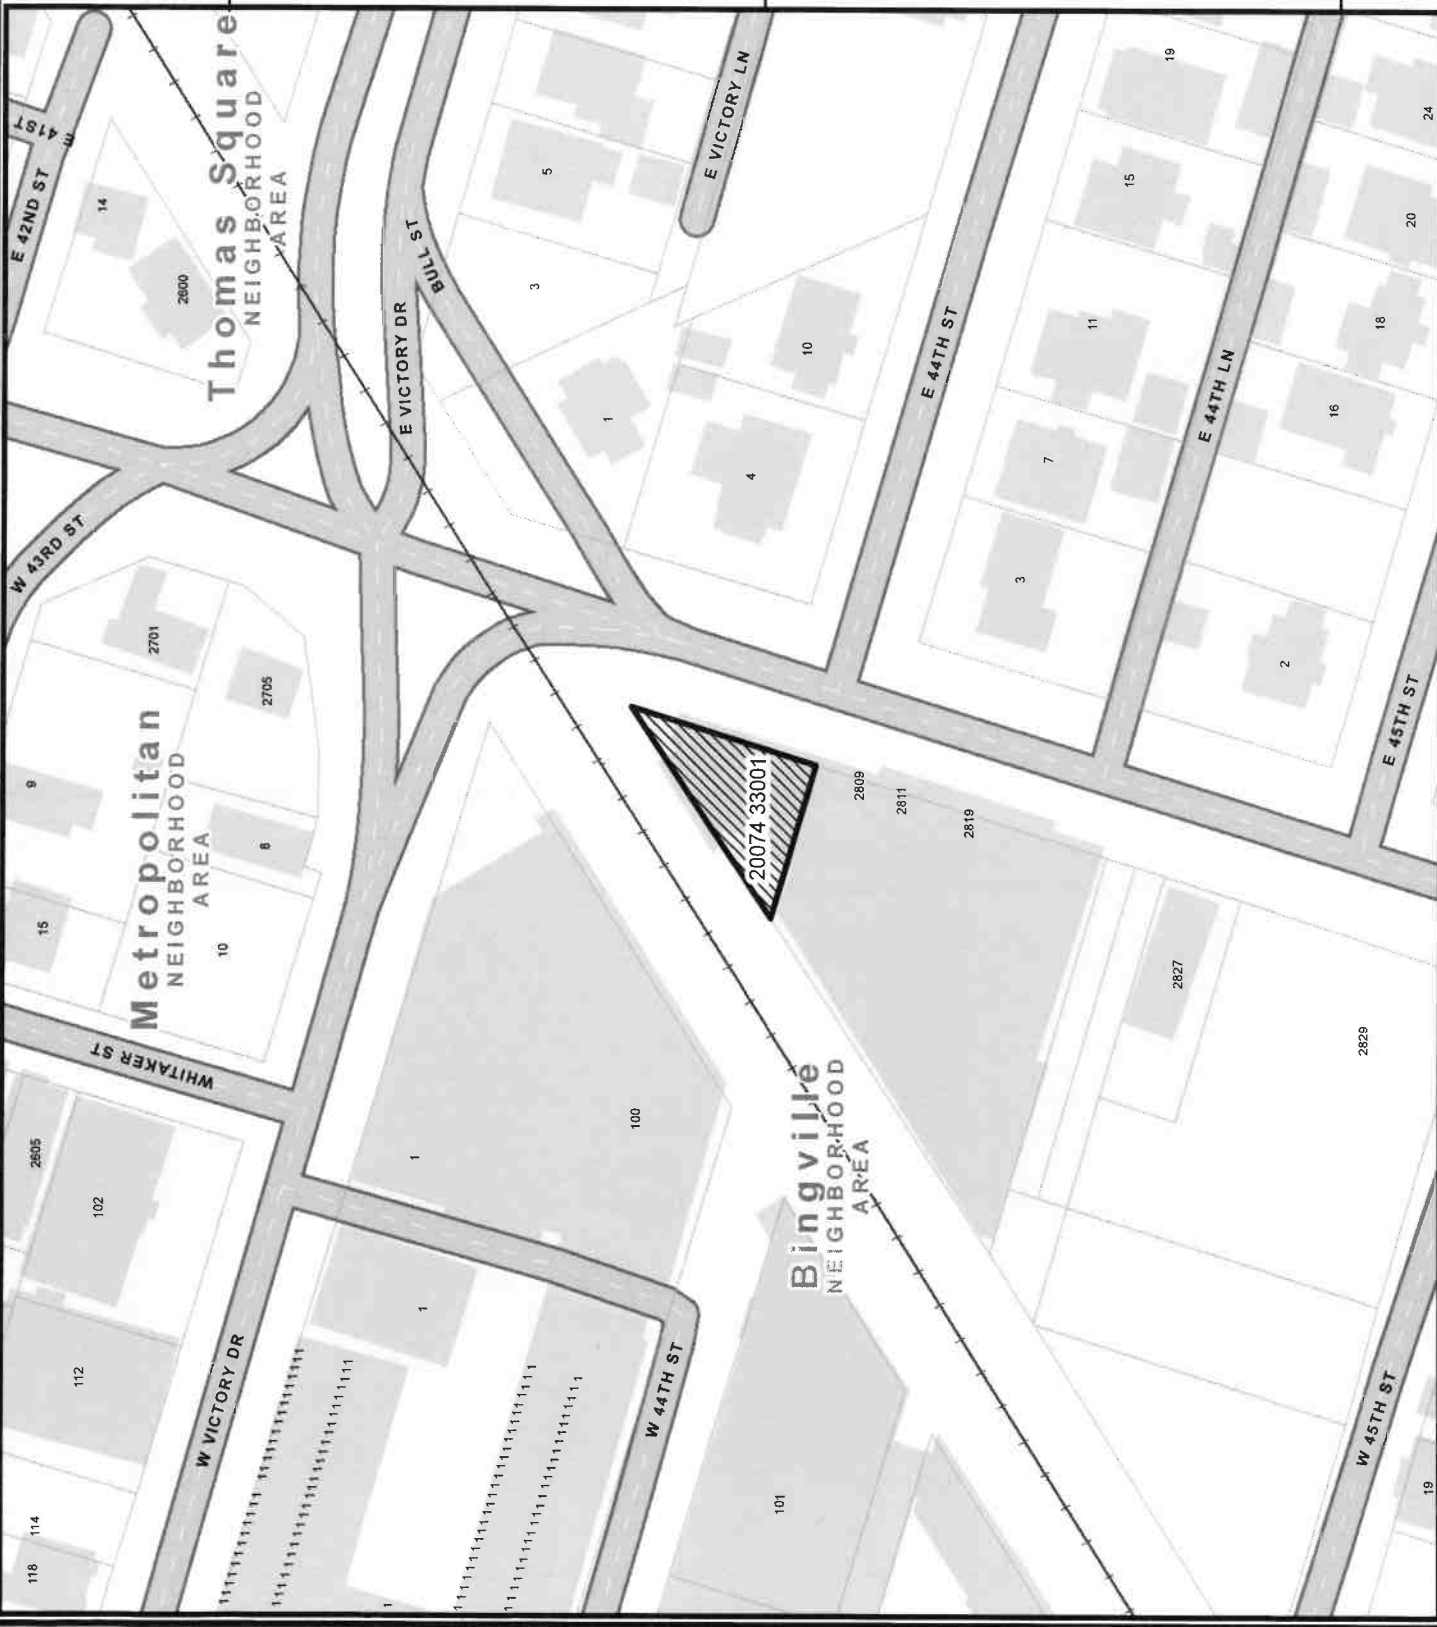 118
114
112
102
2605
WHITAKER ST
15
9
10
8
Metropolitan
NEIGHBORHOOD
AREA
2701
2705
W 43RD ST
E 42ND ST
E 41ST
14
2600
Thomas Square
NEIGHBORHOOD
AREA
W VICTORY DR
E VICTORY DR
BULL ST
E VICTORY LN
1
1
1
100
W 44TH ST
101
Bingville
NEIGHBORHOOD
AREA
20074 33001
2809
2811
2819
2827
2829
5
3
1
4
10
E 44TH ST
19
15
11
7
3
E 44TH LN
24
20
18
16
2
E 45TH ST
W 45TH ST
19